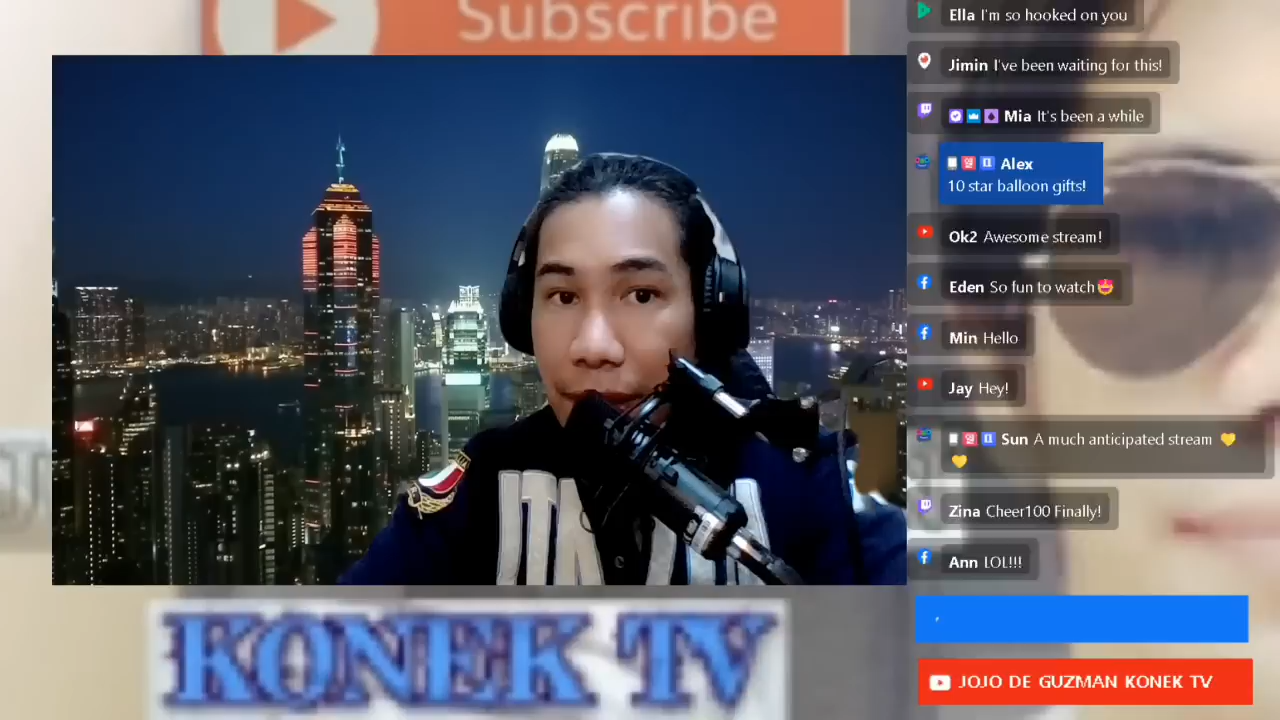 Subscribe
Ella I'm so hooked on you
Jimin I've been waiting for this!
Mia It's been a while
Alex
10 star balloon gifts!
Ok2 Awesome stream!
Eden So fun to watch😍
Min Hello
Jay Hey!
Sun A much anticipated stream 💛
💛
Zina Cheer100 Finally!
Ann LOL!!!
KONEK TV
JOJO DE GUZMAN KONEK TV